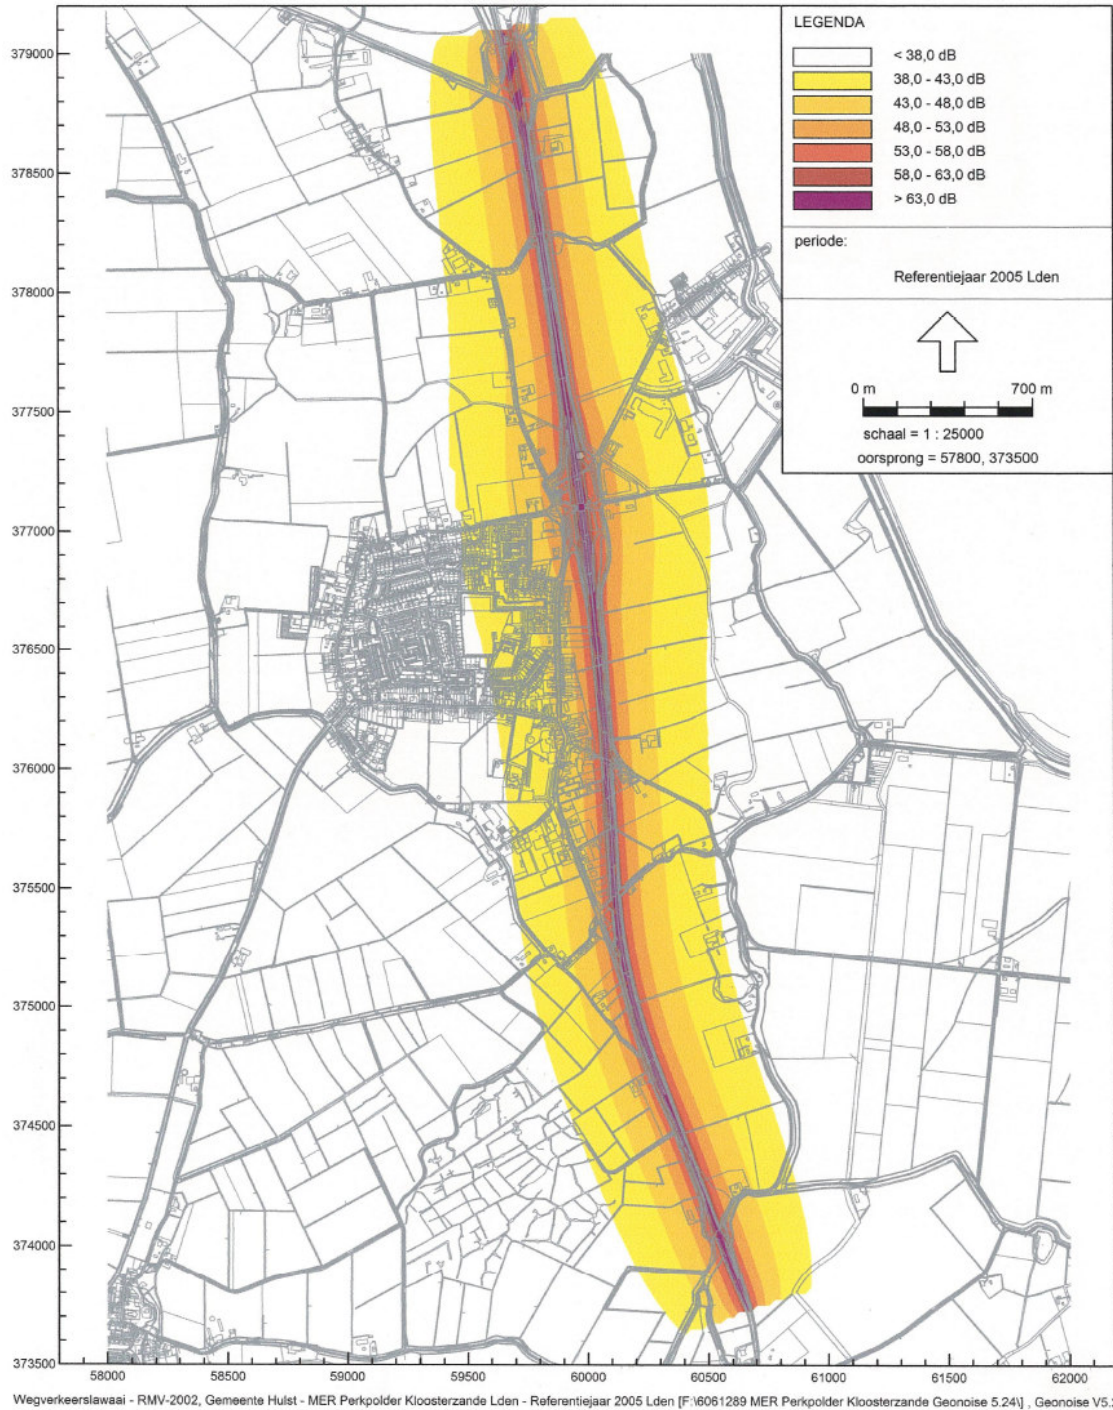 LEGENDA
< 38,0 dB
38,0 - 43,0 dB
43,0 - 48,0 dB
48,0 - 53,0 dB
53,0 - 58,0 dB
58,0 - 63,0 dB
> 63,0 dB
periode:
Referentiejaar 2005 Lden
0 m 700 m
schaal = 1 : 25000
oorsprong = 57800, 373500
379000
378500
378000
377500
377000
376500
376000
375500
375000
374500
374000
373500
58000 58500 59000 59500 60000 60500 61000 61500 62000
Wegverkeerslawaai - RMV-2002, Gemeente Hulst - MER Perkpolder Kloosterzande Lden - Referentiejaar 2005 Lden [F:\6061289 MER Perkpolder Kloosterzande Geonoise 5.24\] , Geonoise V5.